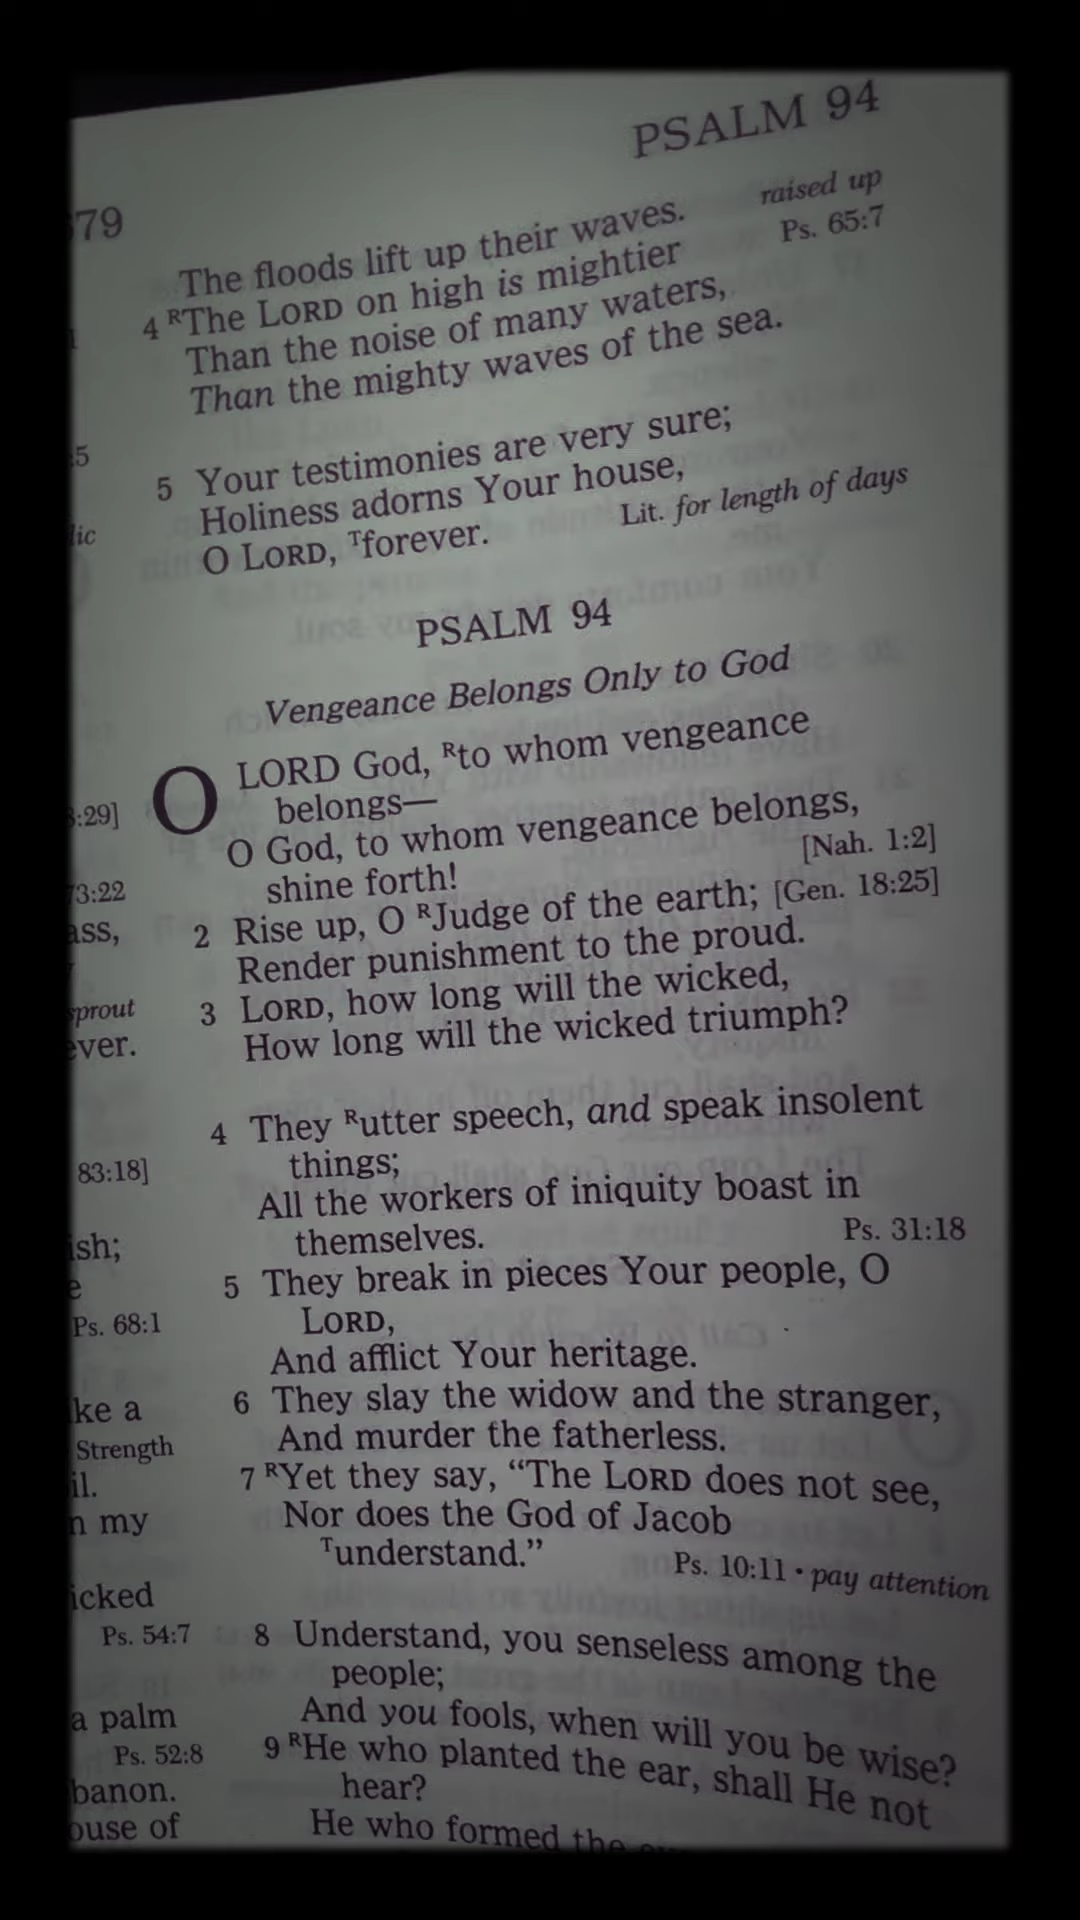 PSALM 94
79
raised up
The floods lift up their waves.
Ps. 65:7
4 RThe LORD on high is mightier
Than the noise of many waters,
Than the mighty waves of the sea.
5 Your testimonies are very sure;
Holiness adorns Your house,
O LORD, Tforever.
Lit. for length of days
PSALM 94
Vengeance Belongs Only to God
O LORD God, Rto whom vengeance
belongs—
O God, to whom vengeance belongs,
shine forth! [Nah. 1:2]
2 Rise up, O RJudge of the earth; [Gen. 18:25]
Render punishment to the proud.
3 LORD, how long will the wicked,
How long will the wicked triumph?
4 They Rutter speech, and speak insolent
things;
All the workers of iniquity boast in
themselves. Ps. 31:18
5 They break in pieces Your people, O
LORD,
And afflict Your heritage.
6 They slay the widow and the stranger,
And murder the fatherless.
7 RYet they say, “The LORD does not see,
Nor does the God of Jacob
Tunderstand.” Ps. 10:11 • pay attention
8 Understand, you senseless among the
people;
And you fools, when will you be wise?
9 RHe who planted the ear, shall He not
hear?
He who formed the
:5
:29]
73:22
sprout
83:18]
Ps. 68:1
ke a
Strength
my
Ps. 54:7
a palm
Ps. 52:8
of